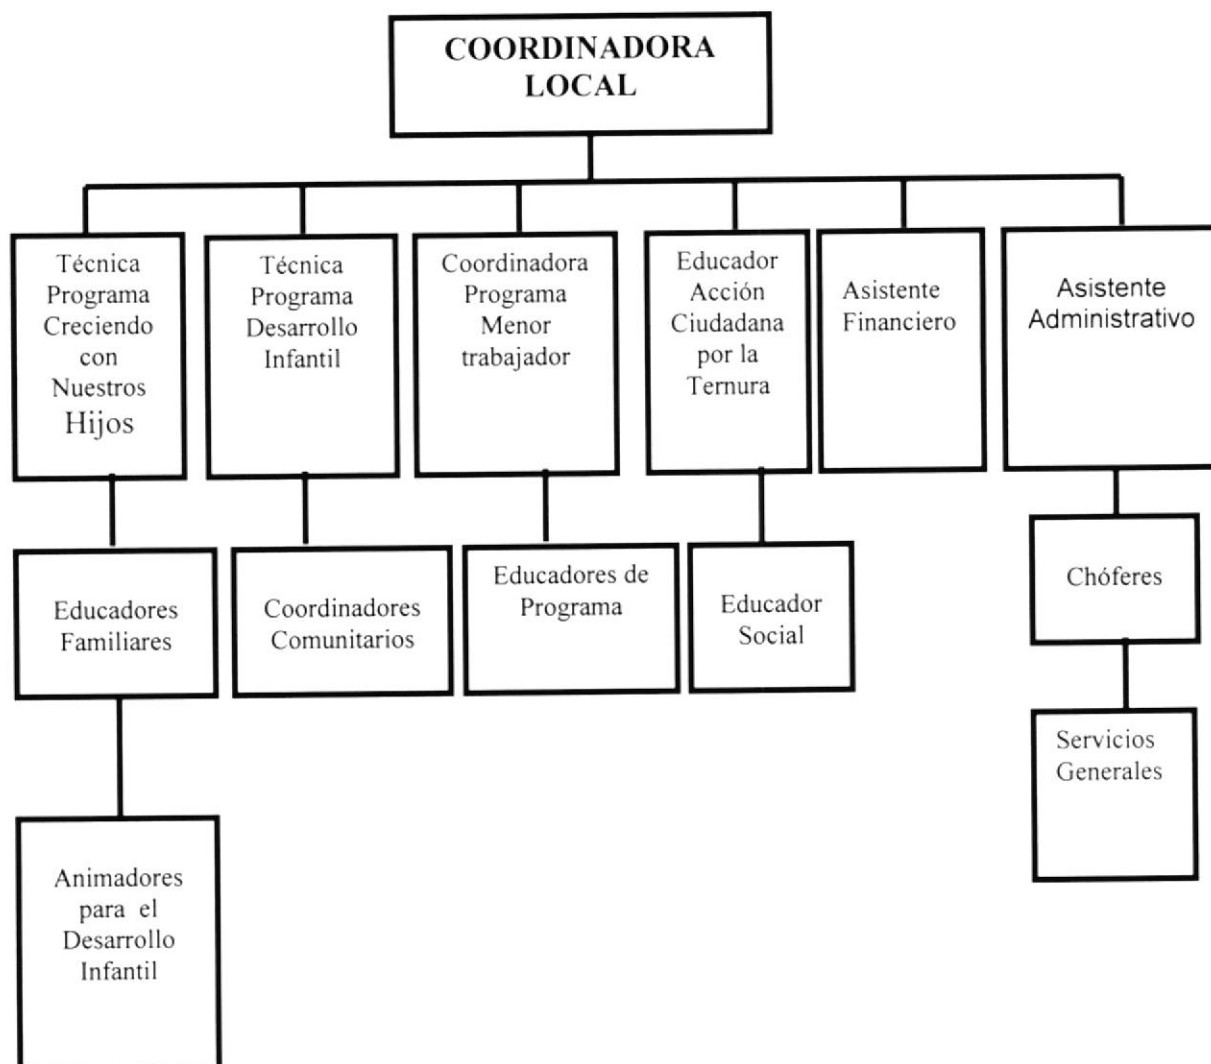 COORDINADORA
LOCAL
Técnica
Programa
Creciendo
con
Nuestros
Hijos
Técnica
Programa
Desarrollo
Infantil
Coordinadora
Programa
Menor
trabajador
Educador
Acción
Ciudadana
por la
Ternura
Asistente
Financiero
Asistente
Administrativo
Educadores
Familiares
Coordinadores
Comunitarios
Educadores de
Programa
Educador
Social
Chóferes
Servicios
Generales
Animadores
para el
Desarrollo
Infantil